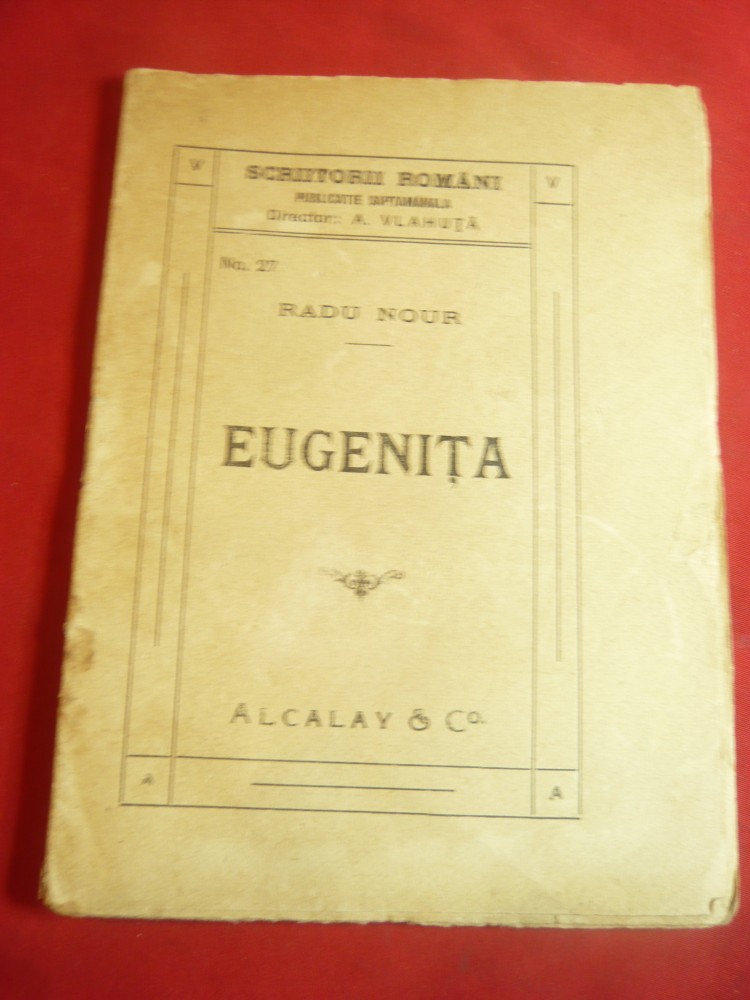 V V
SCRIITORII ROMÂNI
PUBLICAȚIE SĂPTĂMÂNALĂ
Director: A. VLAHUȚĂ
No. 27
RADU NOUR
EUGENIȚA
ALCALAY & Co.
A A